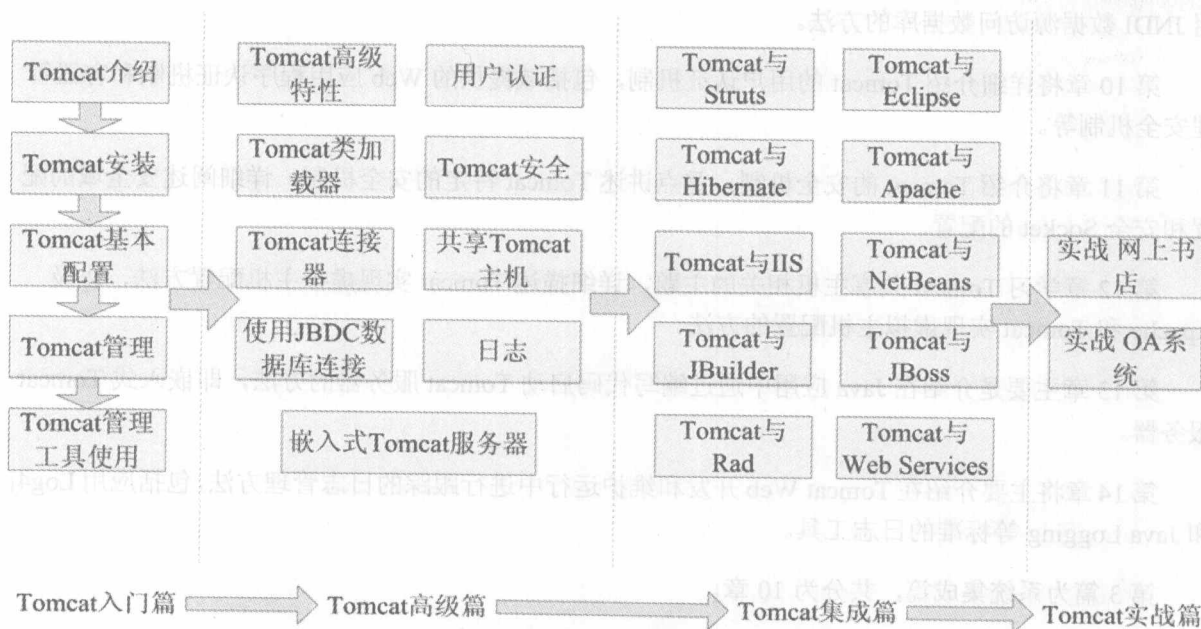 Tomcat介绍
Tomcat安装
Tomcat基本
配置
Tomcat管理
Tomcat管理
工具使用
Tomcat高级
特性
用户认证
Tomcat类加
载器
Tomcat安全
Tomcat连接
器
共享Tomcat
主机
使用JBDC数
据库连接
日志
嵌入式Tomcat服务器
Tomcat与
Struts
Tomcat与
Eclipse
Tomcat与
Hibernate
Tomcat与
Apache
Tomcat与IIS
Tomcat与
NetBeans
Tomcat与
JBuilder
Tomcat与
JBoss
Tomcat与
Rad
Tomcat与
Web Services
实战 网上书
店
实战 OA系
统
Tomcat入门篇
Tomcat高级篇
Tomcat集成篇
Tomcat实战篇